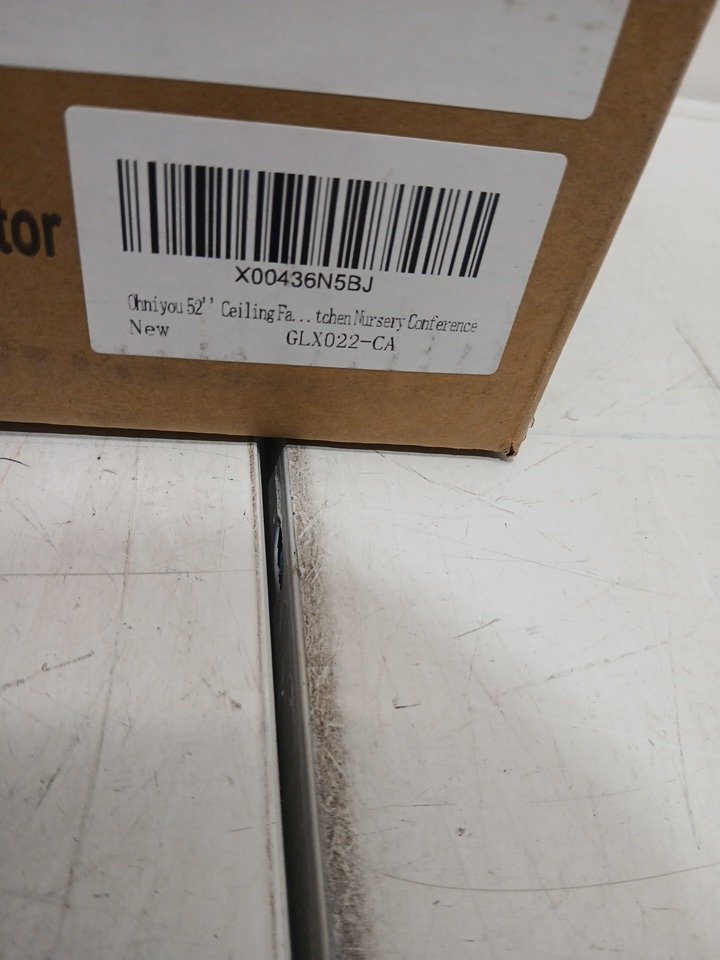 tor
X00436N5BJ
Ohniyou 52'' Ceiling Fa...tchen Nursery Conference
New GLX022-CA